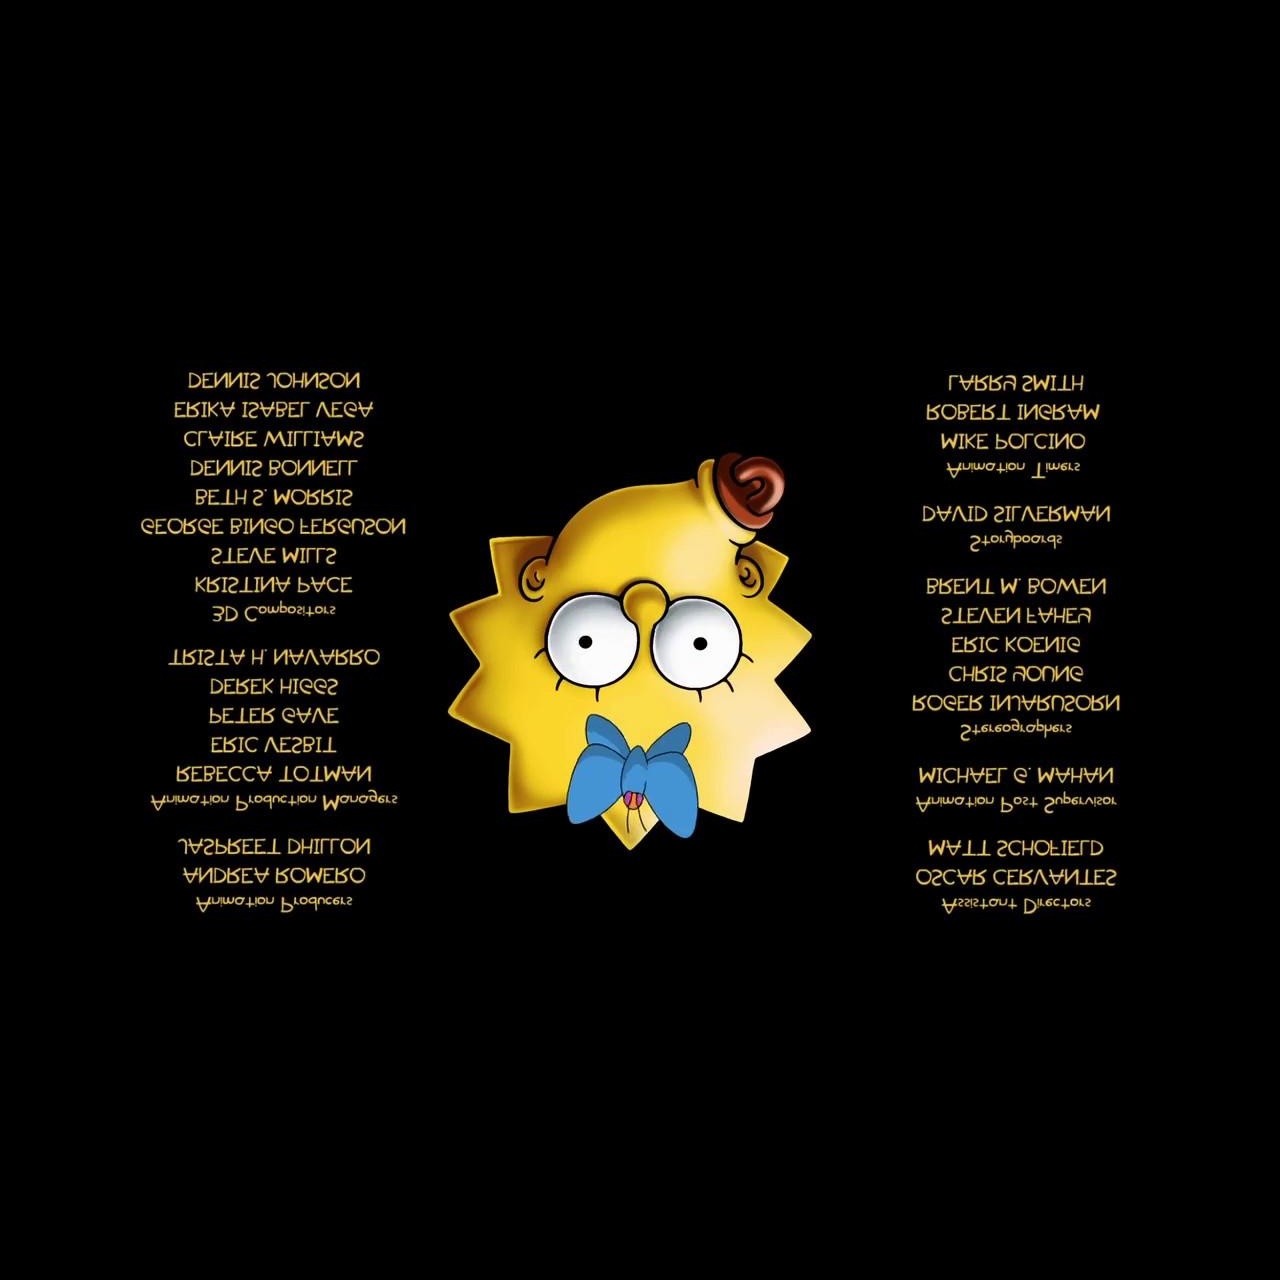 Animation Producers
ANDREA ROMERO
JASPREET DHILLON
Animation Production Managers
REBECCA TOTMAN
ERIC VESBIT
PETER GAVE
DEREK HIGGS
TRISTA H. NAVARRO
3D Compositors
KRISTINA PACE
STEVE MILLS
GEORGE BINGO FERGUSON
BETH S. MORRIS
DENNIS BONNELL
CLAIRE WILLIAMS
ERIKA ISABEL VEGA
DENNIS JOHNSON
Assistant Directors
OSCAR CERVANTES
MATT SCHOFIELD
Animation Post Supervisor
MICHAEL G. MAHAN
Stereographers
ROGER INJARUSORN
CHRIS YOUNG
ERIC KOENIG
STEVEN FAHEY
BRENT M. BOWEN
Storyboards
DAVID SILVERMAN
Animation Timers
MIKE POLCINO
ROBERT INGRAM
LARRY SMITH